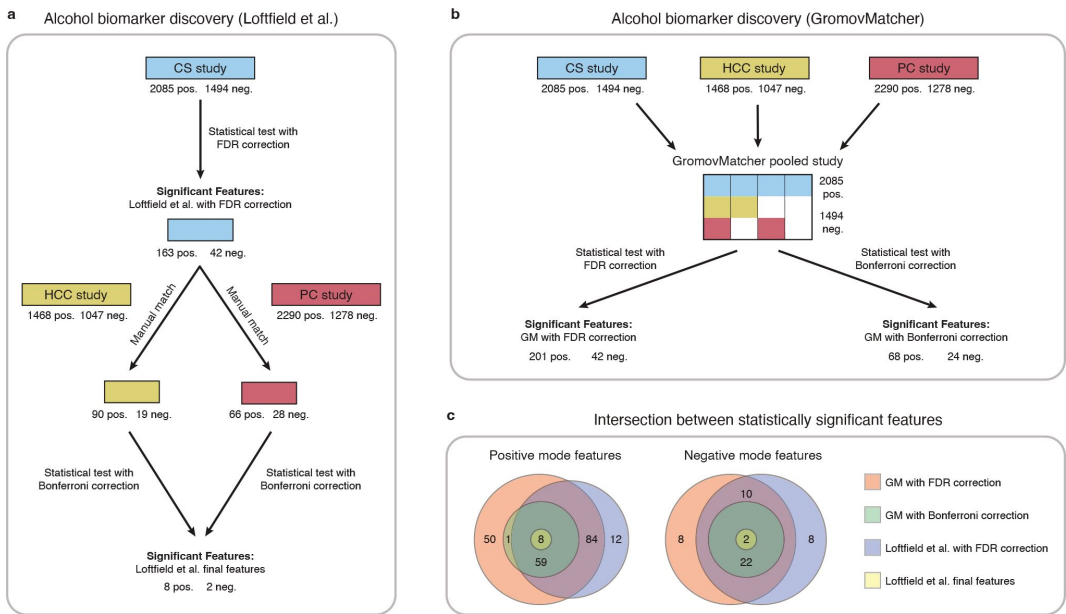 a
Alcohol biomarker discovery (Loftfield et al.)
CS study
2085 pos. 1494 neg.
Statistical test with
FDR correction
Significant Features:
Loftfield et al. with FDR correction
163 pos. 42 neg.
HCC study
1468 pos. 1047 neg.
Manual match
Manual match
PC study
2290 pos. 1278 neg.
90 pos. 19 neg.
66 pos. 28 neg.
Statistical test with
Bonferroni correction
Statistical test with
Bonferroni correction
Significant Features:
Loftfield et al. final features
8 pos. 2 neg.
b
Alcohol biomarker discovery (GromovMatcher)
CS study
2085 pos. 1494 neg.
HCC study
1468 pos. 1047 neg.
PC study
2290 pos. 1278 neg.
GromovMatcher pooled study
2085
pos.
1494
neg.
Statistical test with
FDR correction
Statistical test with
Bonferroni correction
Significant Features:
GM with FDR correction
201 pos. 42 neg.
Significant Features:
GM with Bonferroni correction
68 pos. 24 neg.
c
Intersection between statistically significant features
Positive mode features
50
1
8
84
12
59
Negative mode features
10
8
2
8
22
GM with FDR correction
GM with Bonferroni correction
Loftfield et al. with FDR correction
Loftfield et al. final features